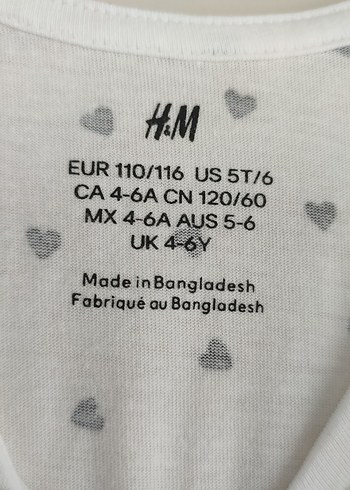 H&M
EUR 110/116 US 5T/6
CA 4-6A CN 120/60
MX 4-6A AUS 5-6
UK 4-6Y
Made in Bangladesh
Fabriqué au Bangladesh